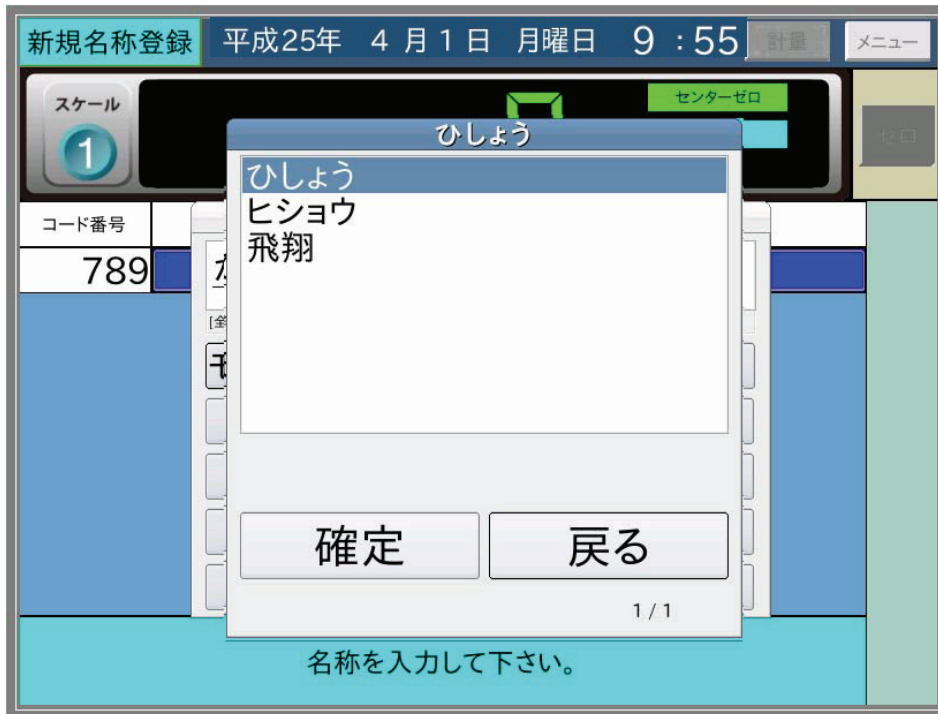 新規名称登録 平成25年 4月1日 月曜日 9:55 計量 メニュー
スケール センターゼロ
1 ゼロ
ひしょう
ひしょう
ヒショウ
飛翔
コード番号
789
確定 戻る
1/1
名称を入力して下さい。